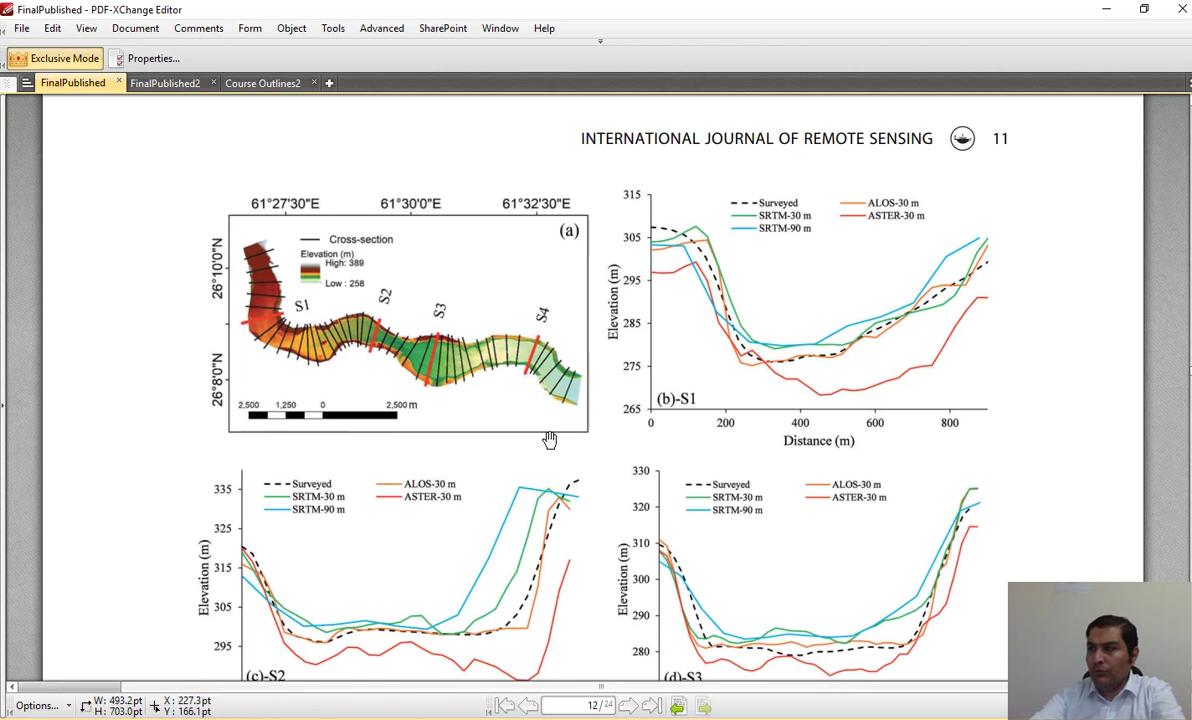 FinalPublished - PDF-XChange Editor
File Edit View Document Comments Form Object Tools Advanced SharePoint Window Help
Exclusive Mode Properties...
FinalPublished × FinalPublished2 × Course Outlines2 ×
INTERNATIONAL JOURNAL OF REMOTE SENSING 11
61°27'30"E 61°30'0"E 61°32'30"E
(a)
Cross-section
Elevation (m)
High: 389
Low : 258
26°10'0"N
26°8'0"N
S1
S2
S3
S4
2,500 1,250 0 2,500 m
315
305
295
285
275
265
Elevation (m)
Surveyed ALOS-30 m
SRTM-30 m ASTER-30 m
SRTM-90 m
(b)-S1
0 200 400 600 800
Distance (m)
335
325
315
305
295
Elevation (m)
Surveyed ALOS-30 m
SRTM-30 m ASTER-30 m
SRTM-90 m
(c)-S2
330
320
310
300
290
280
Elevation (m)
Surveyed ALOS-30 m
SRTM-30 m ASTER-30 m
SRTM-90 m
(d)-S3
Options... W: 493.2pt X : 227.3pt 12/24
H: 703.0pt Y : 166.1pt